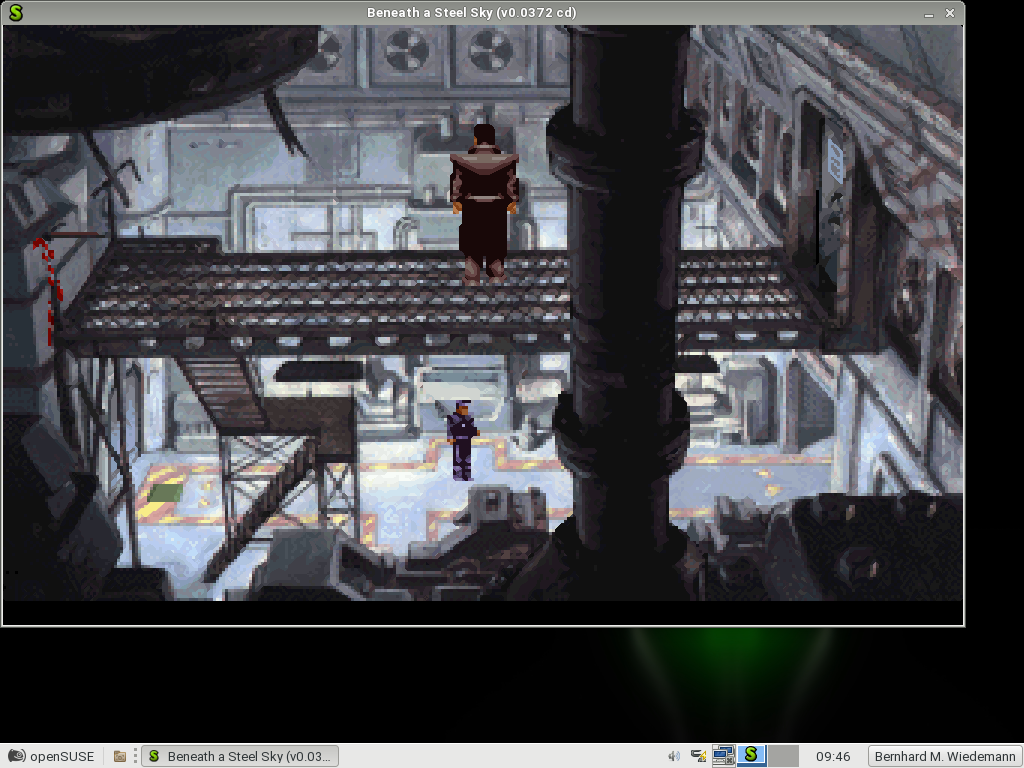 Beneath a Steel Sky (v0.0372 cd)
openSUSE
Beneath a Steel Sky (v0.03...
09:46
Bernhard M. Wiedemann